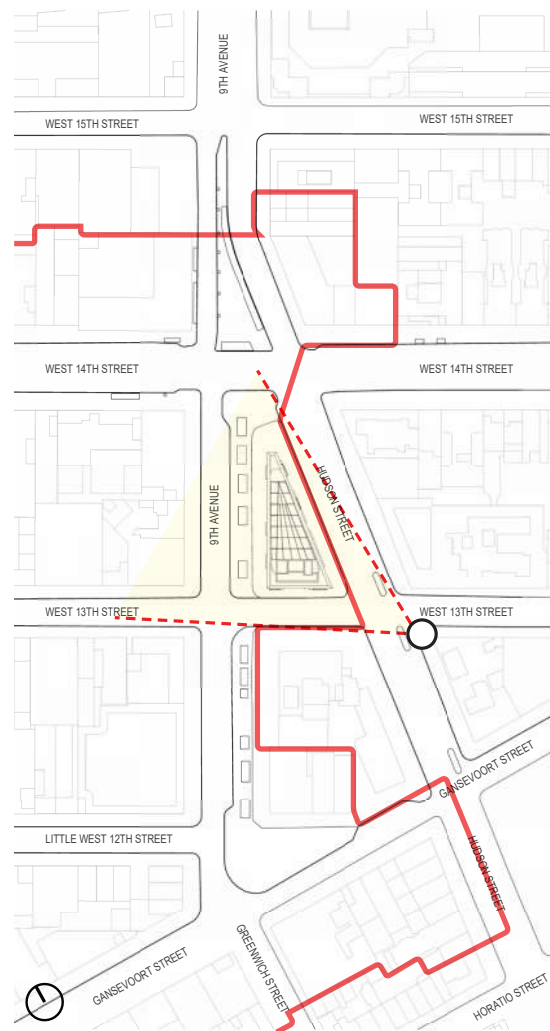 9TH AVENUE
WEST 15TH STREET
WEST 15TH STREET
WEST 14TH STREET
WEST 14TH STREET
HUDSON STREET
9TH AVENUE
WEST 13TH STREET
WEST 13TH STREET
GANSEVOORT STREET
LITTLE WEST 12TH STREET
HUDSON STREET
GREENWICH STREET
GANSEVOORT STREET
HORATIO STREET